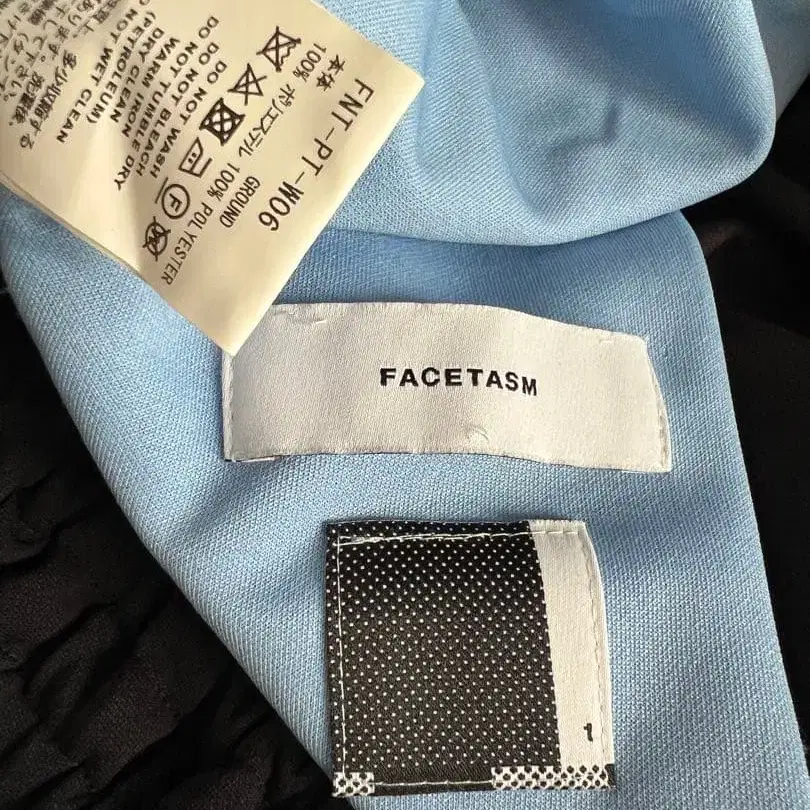 FNT-PT-W06
本体
100% ポリエステル
GROUND
100% POLYESTER
DO NOT WASH
DO NOT BLEACH
DO NOT TUMBLE DRY
WARM IRON
DRY CLEAN
(PETROLEUM)
DO NOT WET CLEAN
FACETASM
1